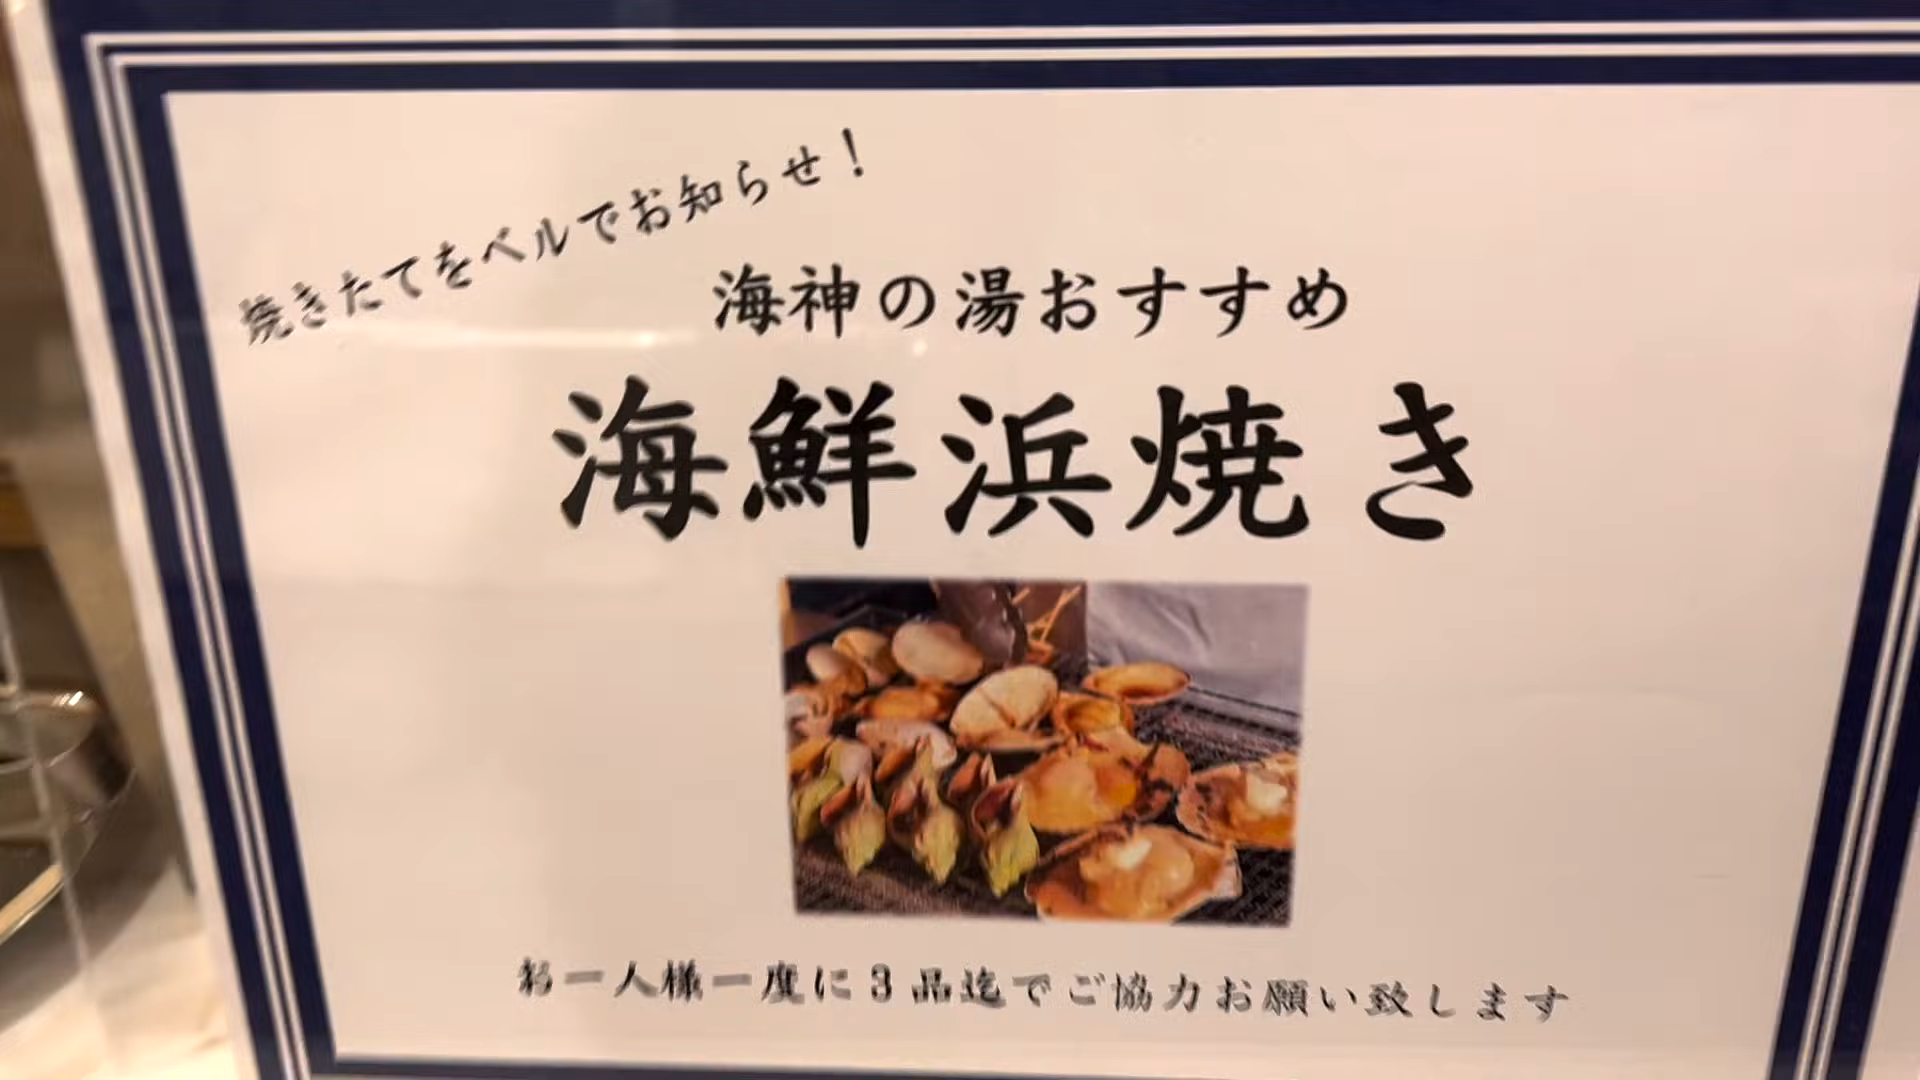 焼きたてをベルでお知らせ！
海神の湯おすすめ
海鮮浜焼き
お一人様一度に3品迄でご協力お願い致します